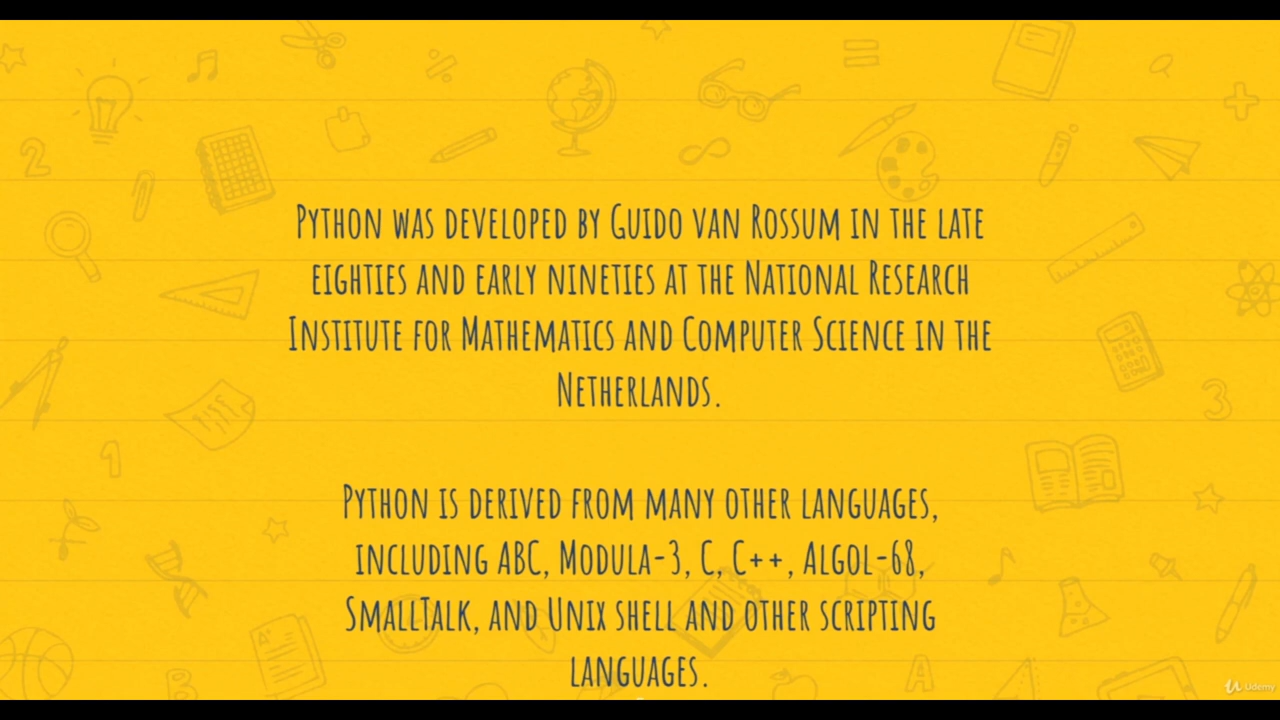 Python was developed by Guido van Rossum in the late
eighties and early nineties at the National Research
Institute for Mathematics and Computer Science in the
Netherlands.
Python is derived from many other languages,
including ABC, Modula-3, C, C++, Algol-68,
SmallTalk, and Unix shell and other scripting
languages.
Udemy